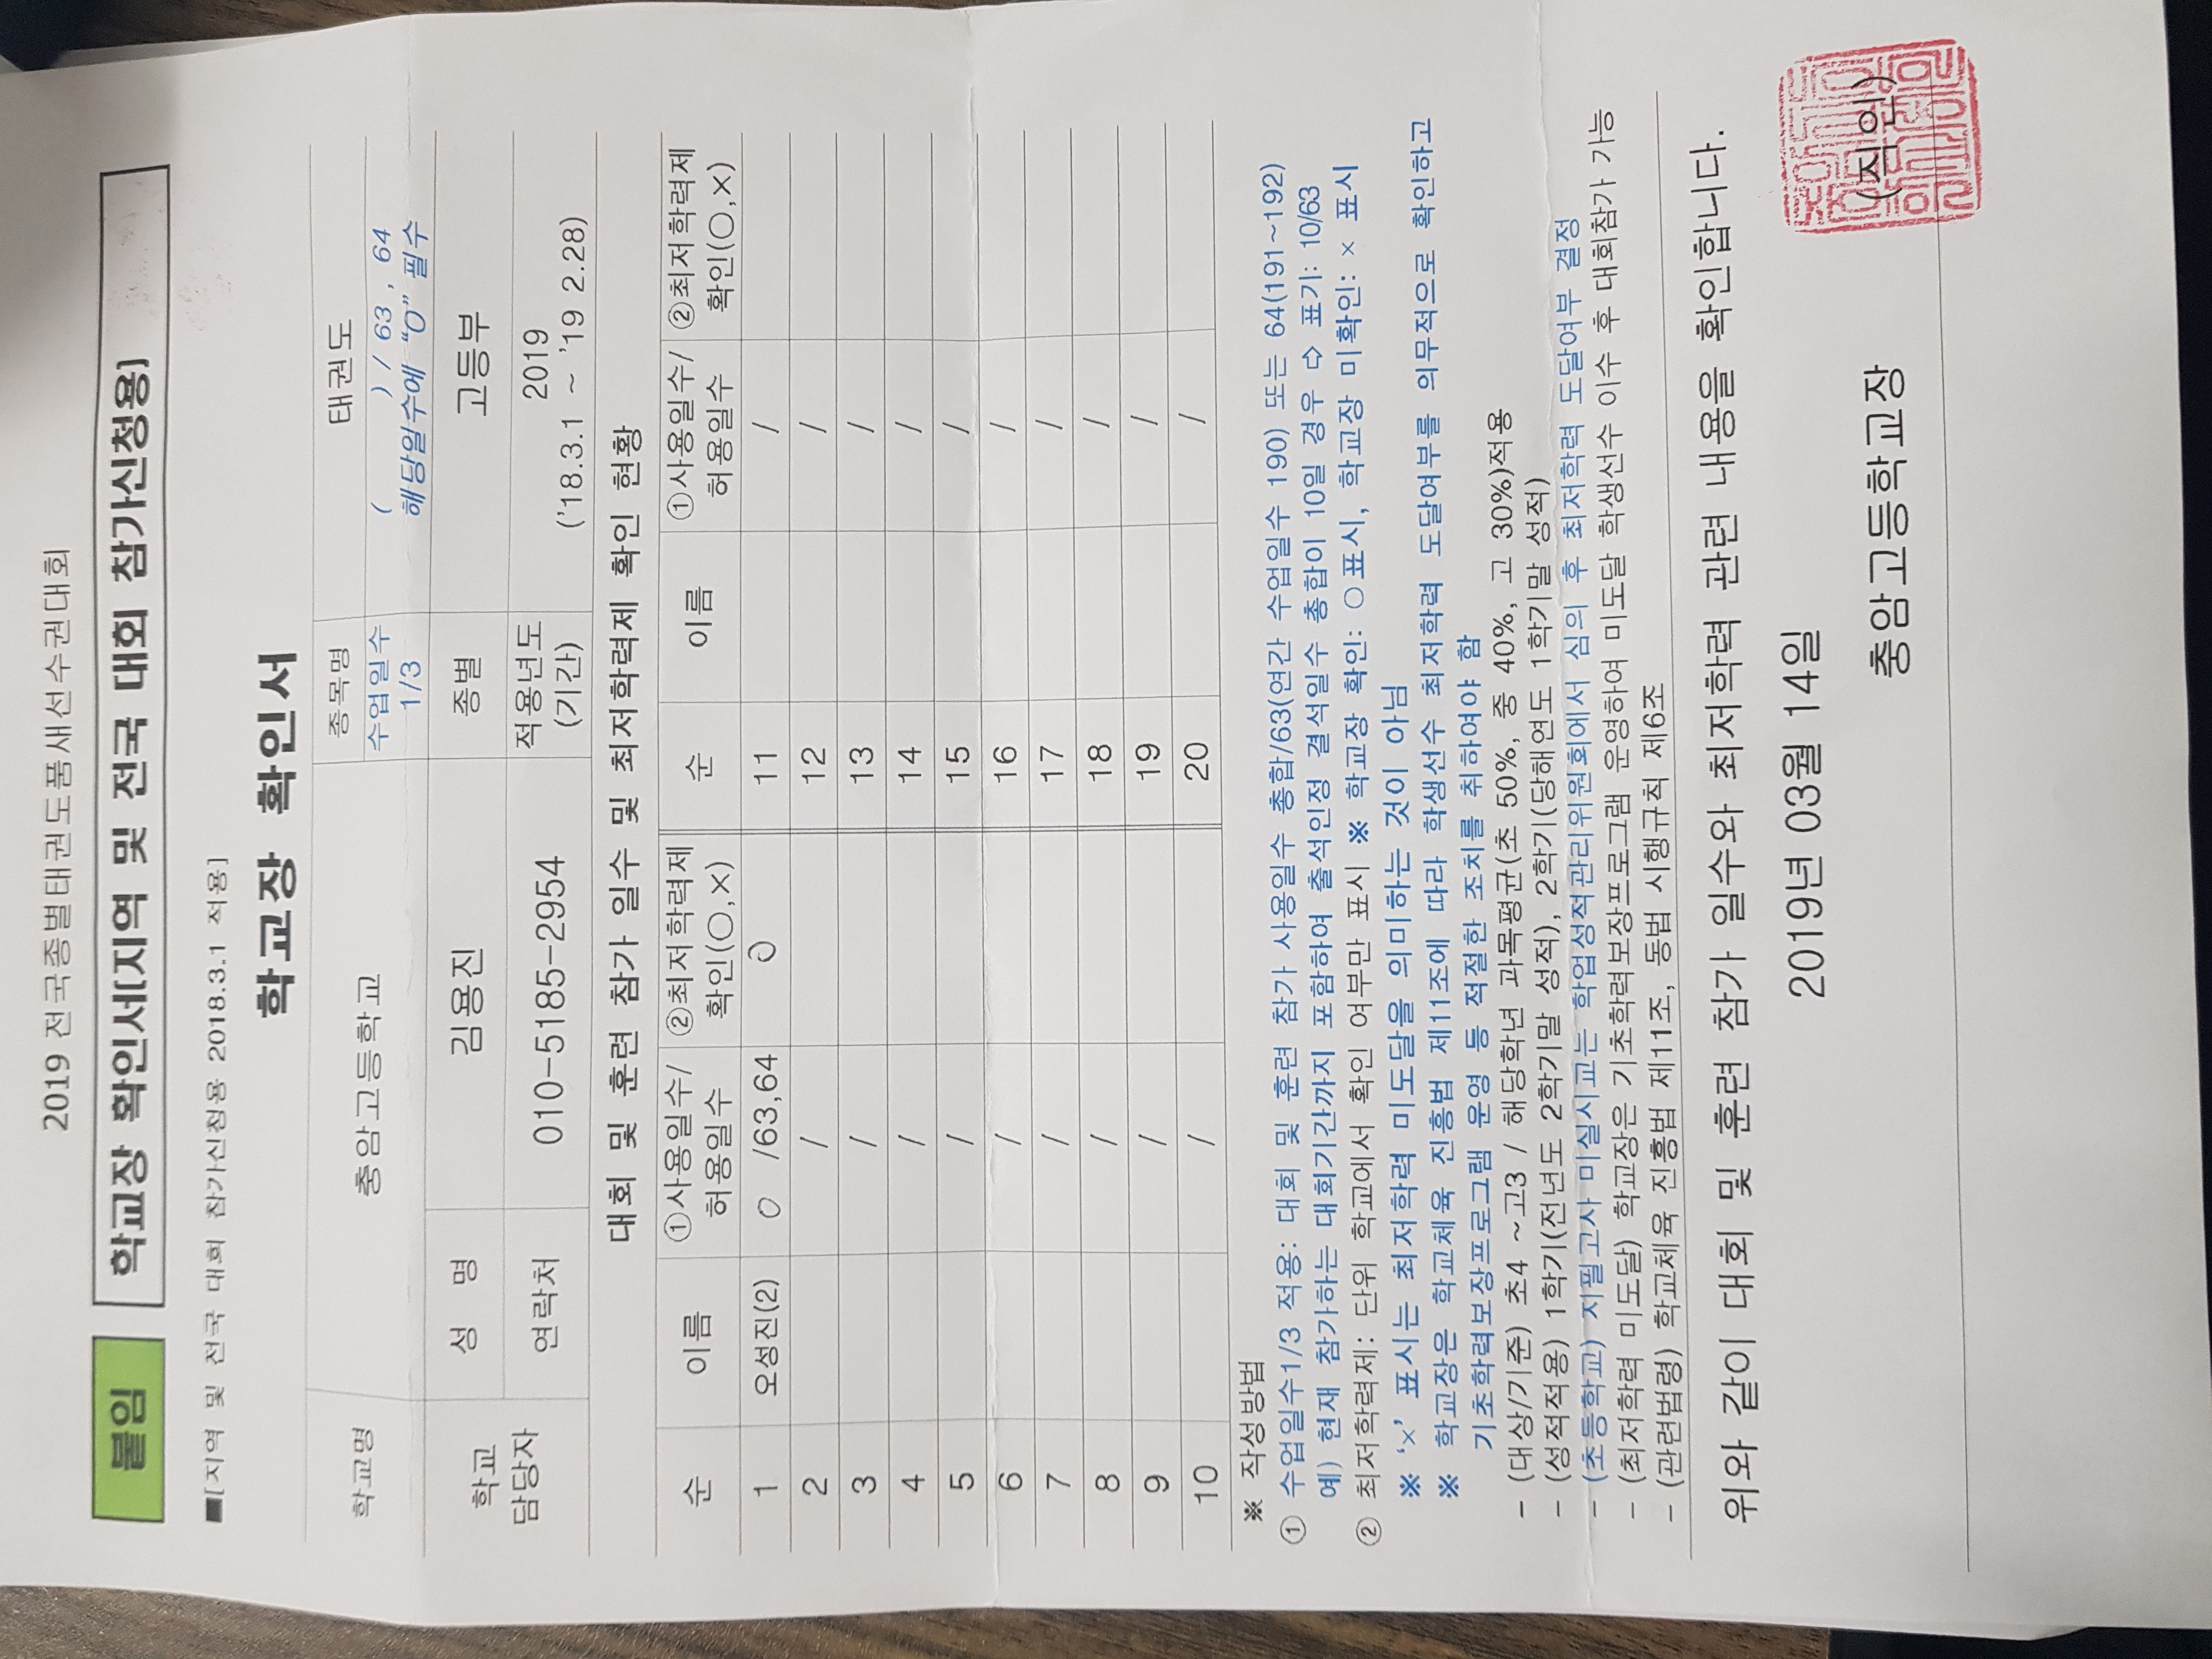 2019 전국종별태권도품새선수권대회
붙임 학교장 확인서[지역 및 전국 대회 참가신청용]
■[지역 및 전국 대회 참가신청용 2018.3.1 적용]
학교장 확인서
학교명 충암고등학교 종목명 태권도
수업일수 1/3 ( ) / 63 , 64
해당일수에 “O” 필수
학교 담당자 성 명 김용진 종별 고등부
연락처 010-5185-2954 적용년도 (기간) 2019
('18.3.1 ~ '19 2.28)
대회 및 훈련 참가 일수 및 최저학력제 확인 현황
순 이름 ①사용일수/허용일수 ②최저학력제 확인(○,×) 순 이름 ①사용일수/허용일수 ②최저학력제 확인(○,×)
1 오성진(2) 0 /63,64 O 11 /
2 / 12 /
3 / 13 /
4 / 14 /
5 / 15 /
6 / 16 /
7 / 17 /
8 / 18 /
9 / 19 /
10 / 20 /
※ 작성방법
① 수업일수1/3 적용: 대회 및 훈련 참가 사용일수 총합/63(연간 수업일수 190) 또는 64(191~192)
예) 현재 참가하는 대회기간까지 포함하여 출석인정 결석일수 총합이 10일 경우 ⇨ 표기: 10/63
② 최저학력제: 단위 학교에서 확인 여부만 표시 ※ 학교장 확인: ○표시, 학교장 미확인: × 표시
※ ‘×’ 표시는 최저학력 미도달을 의미하는 것이 아님
※ 학교장은 학교체육 진흥법 제11조에 따라 학생선수 최저학력 도달여부를 의무적으로 확인하고
기초학력보장프로그램 운영 등 적절한 조치를 취하여야 함
- (대상/기준) 초4 ~고3 / 해당학년 과목평균(초 50%, 중 40%, 고 30%)적용
- (성적적용) 1학기(전년도 2학기말 성적), 2학기(당해연도 1학기말 성적)
- (초등학교) 지필고사 미실시교는 학업성적관리위원회에서 심의 후 최저학력 도달여부 결정
- (최저학력 미도달) 학교장은 기초학력보장프로그램 운영하여 미도달 학생선수 이수 후 대회참가 가능
- (관련법령) 학교체육 진흥법 제11조, 동법 시행규칙 제6조
위와 같이 대회 및 훈련 참가 일수와 최저학력 관련 내용을 확인합니다.
2019년 03월 14일
충암고등학교장 (직인)